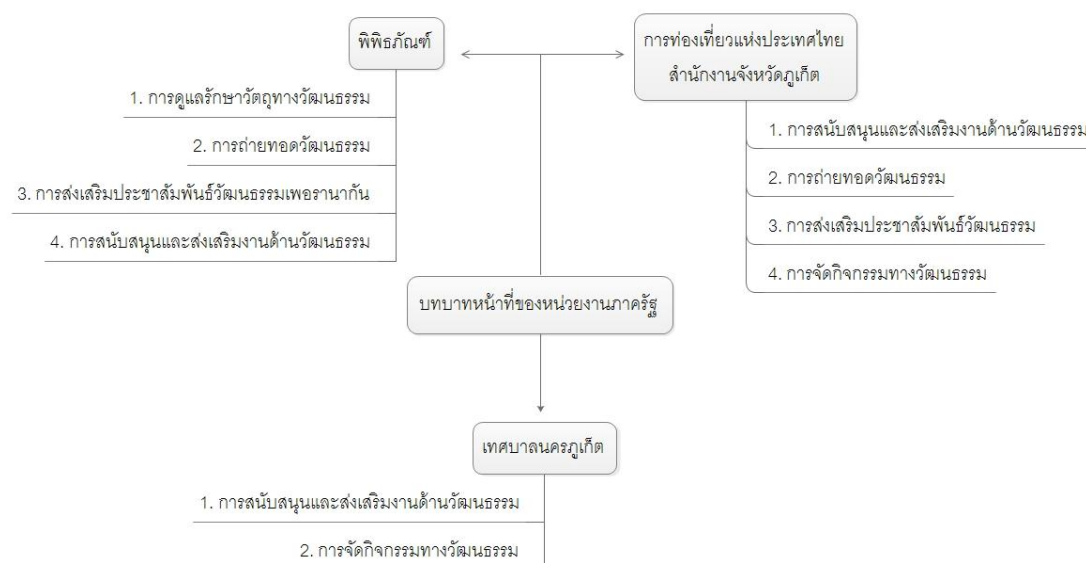 พิพิธภัณฑ์
1. การดูแลรักษาวัตถุทางวัฒนธรรม
2. การถ่ายทอดวัฒนธรรม
3. การส่งเสริมประชาสัมพันธ์วัฒนธรรมเพอรานากัน
4. การสนับสนุนและส่งเสริมงานด้านวัฒนธรรม
การท่องเที่ยวแห่งประเทศไทย
สำนักงานจังหวัดภูเก็ต
1. การสนับสนุนและส่งเสริมงานด้านวัฒนธรรม
2. การถ่ายทอดวัฒนธรรม
3. การส่งเสริมประชาสัมพันธ์วัฒนธรรม
4. การจัดกิจกรรมทางวัฒนธรรม
บทบาทหน้าที่ของหน่วยงานภาครัฐ
เทศบาลนครภูเก็ต
1. การสนับสนุนและส่งเสริมงานด้านวัฒนธรรม
2. การจัดกิจกรรมทางวัฒนธรรม